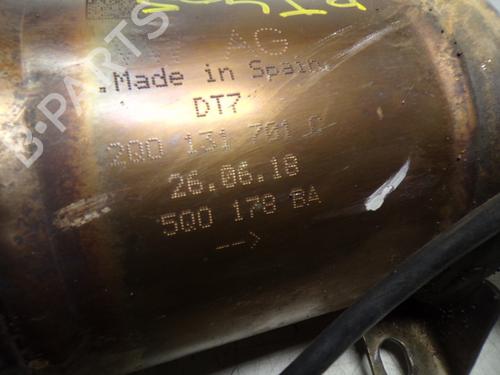 AG
.Made in Spain.
DT7
2Q0 131 701 Q
26.06.18
5Q0 178 BA
-->
B-PARTS